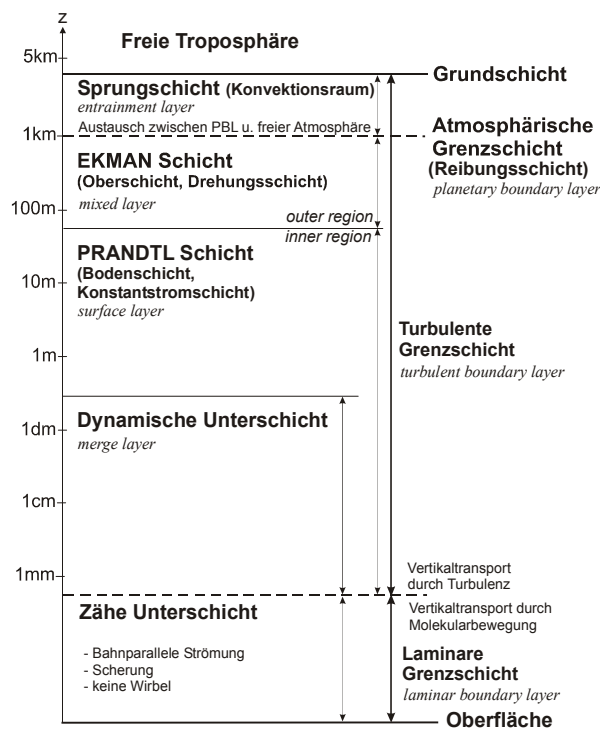 z
Freie Troposphäre
5km
Grundschicht
Sprungschicht (Konvektionsraum)
entrainment layer
Austausch zwischen PBL u. freier Atmosphäre
1km
Atmosphärische
Grenzschicht
(Reibungsschicht)
planetary boundary layer
EKMAN Schicht
(Oberschicht, Drehungsschicht)
mixed layer
100m
outer region
inner region
PRANDTL Schicht
(Bodenschicht,
Konstantstromschicht)
surface layer
10m
Turbulente
Grenzschicht
turbulent boundary layer
1m
Dynamische Unterschicht
merge layer
1dm
1cm
1mm
Vertikaltransport
durch Turbulenz
Zähe Unterschicht
Vertikaltransport durch
Molekularbewegung
- Bahnparallele Strömung
- Scherung
- keine Wirbel
Laminare
Grenzschicht
laminar boundary layer
Oberfläche